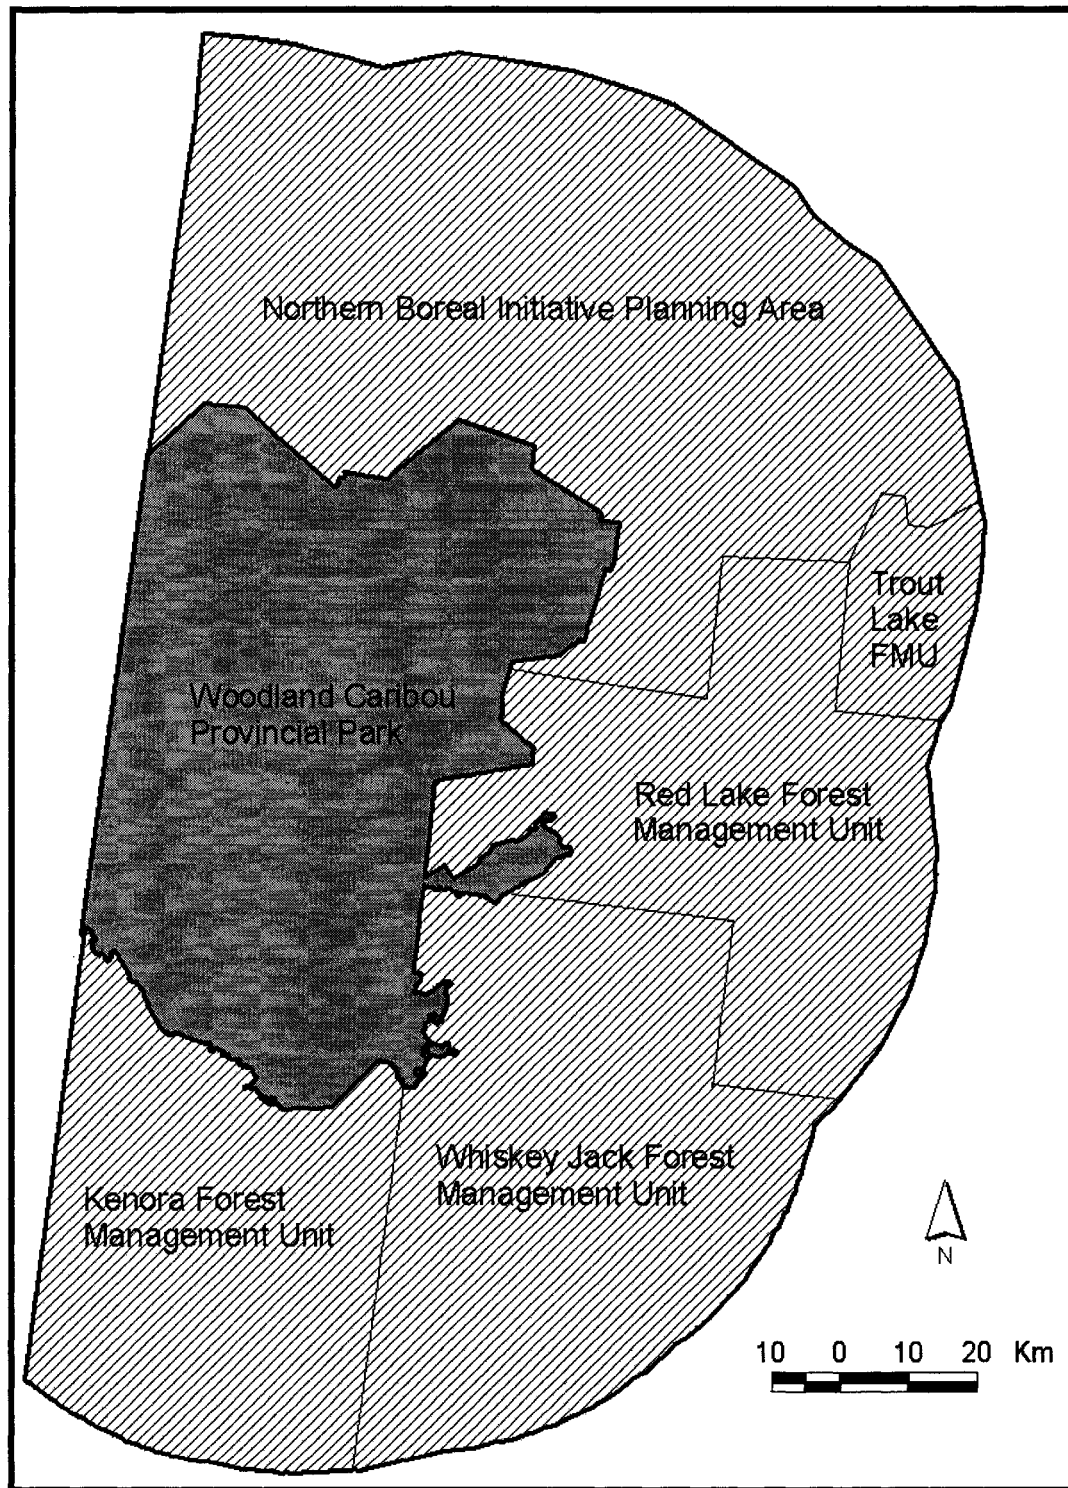 Northern Boreal Initiative Planning Area
Trout
Lake
FMU
Woodland Caribou
Provincial Park
Red Lake Forest
Management Unit
Whiskey Jack Forest
Management Unit
Kenora Forest
Management Unit
N
10 0 10 20 Km